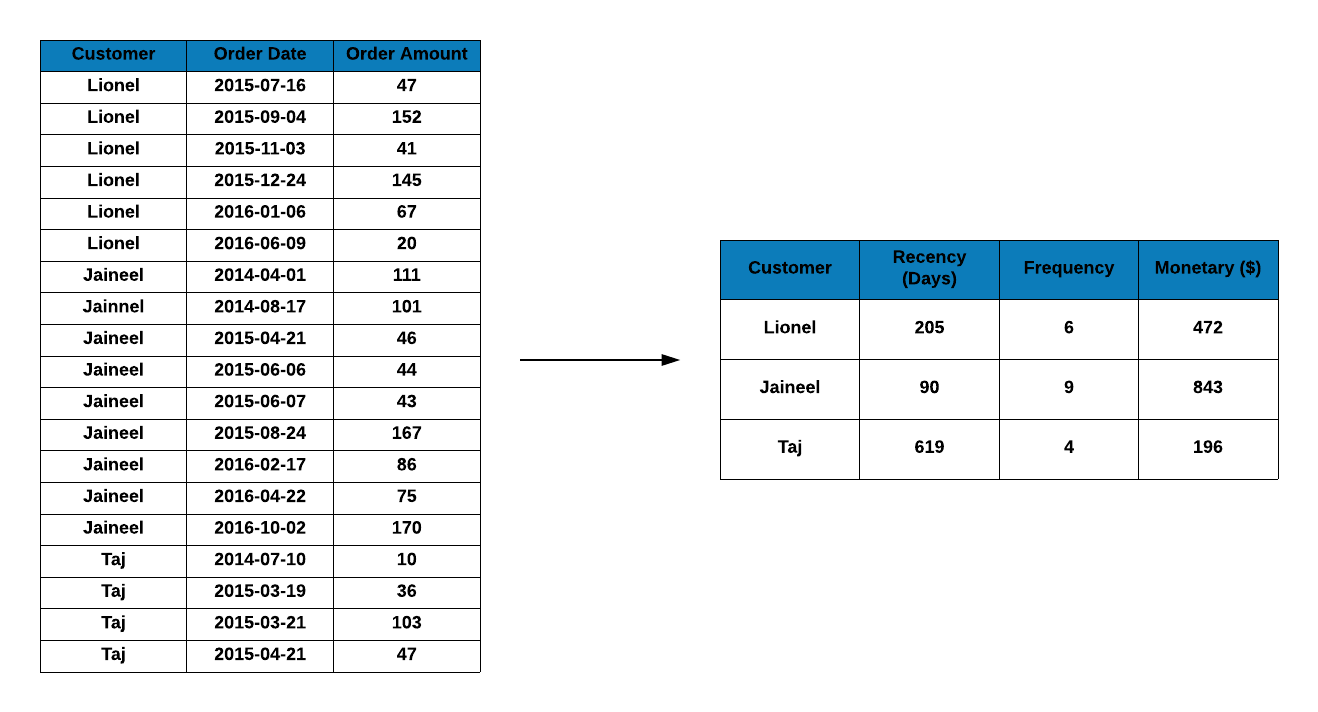 Customer Order Date Order Amount
Lionel 2015-07-16 47
Lionel 2015-09-04 152
Lionel 2015-11-03 41
Lionel 2015-12-24 145
Lionel 2016-01-06 67
Lionel 2016-06-09 20
Jaineel 2014-04-01 111
Jainnel 2014-08-17 101
Jaineel 2015-04-21 46
Jaineel 2015-06-06 44
Jaineel 2015-06-07 43
Jaineel 2015-08-24 167
Jaineel 2016-02-17 86
Jaineel 2016-04-22 75
Jaineel 2016-10-02 170
Taj 2014-07-10 10
Taj 2015-03-19 36
Taj 2015-03-21 103
Taj 2015-04-21 47
Customer Recency (Days) Frequency Monetary ($)
Lionel 205 6 472
Jaineel 90 9 843
Taj 619 4 196